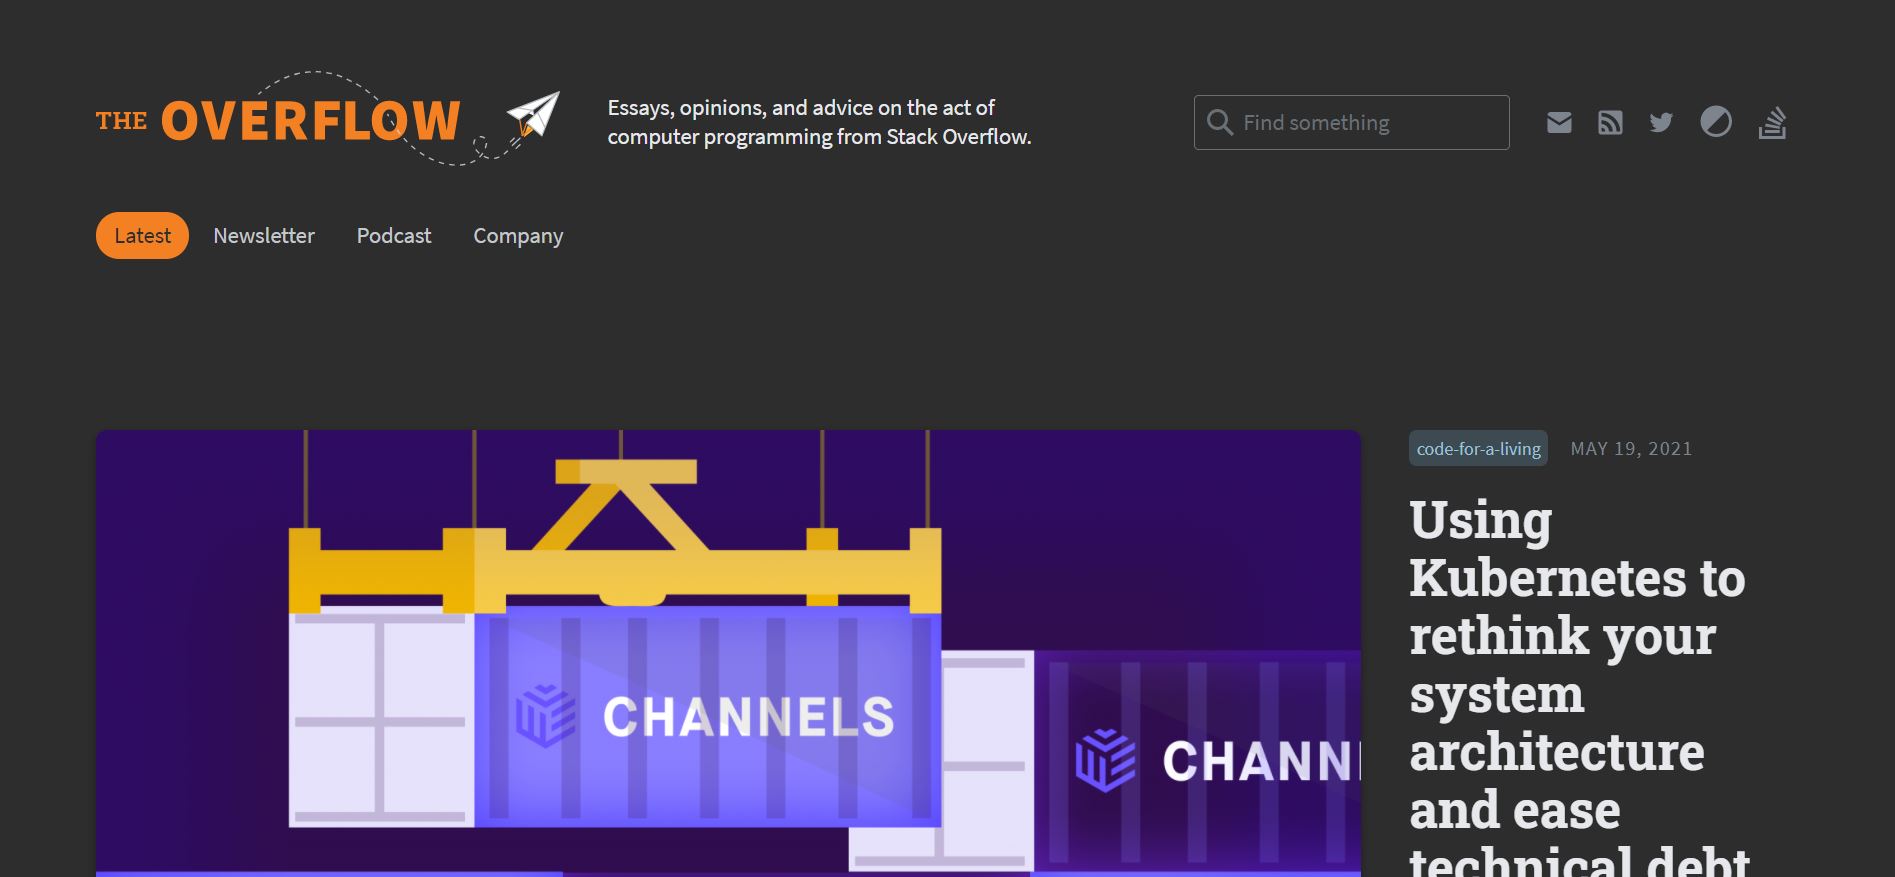 THE OVERFLOW
Essays, opinions, and advice on the act of
computer programming from Stack Overflow.
Find something
Latest
Newsletter
Podcast
Company
CHANNELS
CHANN
code-for-a-living
MAY 19, 2021
Using
Kubernetes to
rethink your
system
architecture
and ease
technical debt